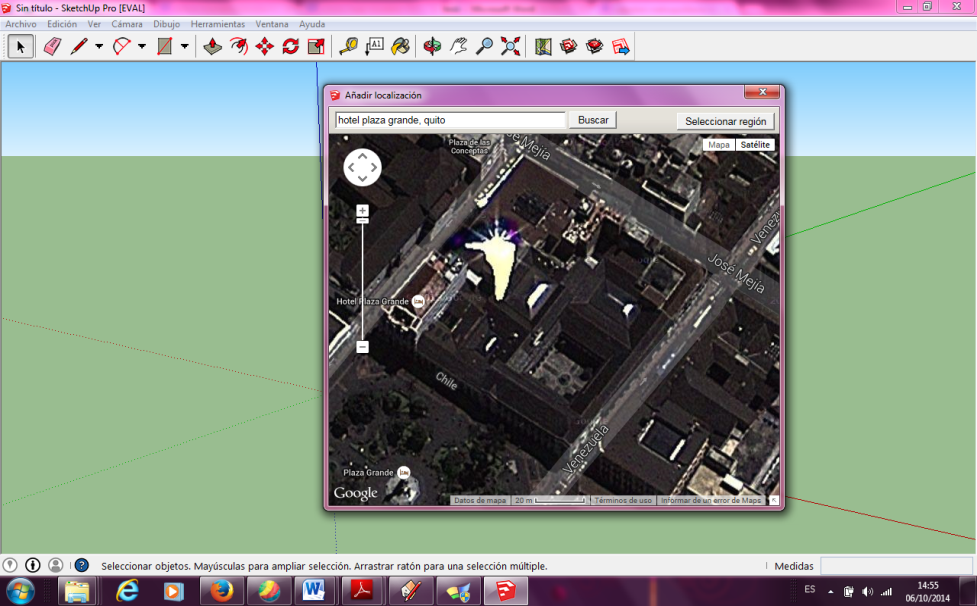 Sin título - SketchUp Pro [EVAL]
Archivo Edición Ver Cámara Dibujo Herramientas Ventana Ayuda
A1
Añadir localización
hotel plaza grande, quito
Buscar
Seleccionar región
Mapa Satélite
Plaza de las
Conceptas
José Mejía
Venezu
José Mejía
Hotel Plaza Grande
Chile
Venezuela
Plaza Grande
Google
Datos de mapa 20 m Términos de uso Informar de un error de Maps
Seleccionar objetos. Mayúsculas para ampliar selección. Arrastrar ratón para una selección múltiple.
Medidas
ES
14:55
06/10/2014